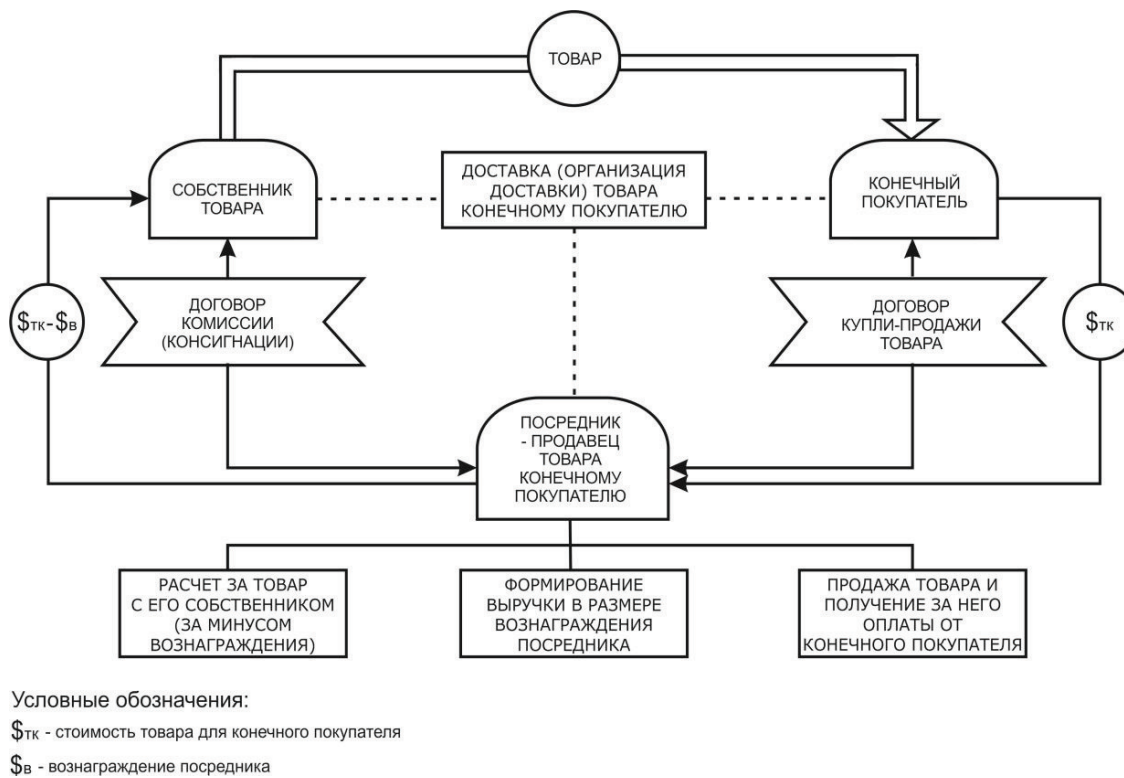 ТОВАР
СОБСТВЕННИК
ТОВАРА
ДОСТАВКА (ОРГАНИЗАЦИЯ
ДОСТАВКИ) ТОВАРА
КОНЕЧНОМУ ПОКУПАТЕЛЮ
КОНЕЧНЫЙ
ПОКУПАТЕЛЬ
$тк-$в
ДОГОВОР
КОМИССИИ
(КОНСИГНАЦИИ)
ДОГОВОР
КУПЛИ-ПРОДАЖИ
ТОВАРА
$тк
ПОСРЕДНИК
- ПРОДАВЕЦ
ТОВАРА
КОНЕЧНОМУ
ПОКУПАТЕЛЮ
РАСЧЕТ ЗА ТОВАР
С ЕГО СОБСТВЕННИКОМ
(ЗА МИНУСОМ
ВОЗНАГРАЖДЕНИЯ)
ФОРМИРОВАНИЕ
ВЫРУЧКИ В РАЗМЕРЕ
ВОЗНАГРАЖДЕНИЯ
ПОСРЕДНИКА
ПРОДАЖА ТОВАРА И
ПОЛУЧЕНИЕ ЗА НЕГО
ОПЛАТЫ ОТ
КОНЕЧНОГО ПОКУПАТЕЛЯ
Условные обозначения:
$тк - стоимость товара для конечного покупателя
$в - вознаграждение посредника